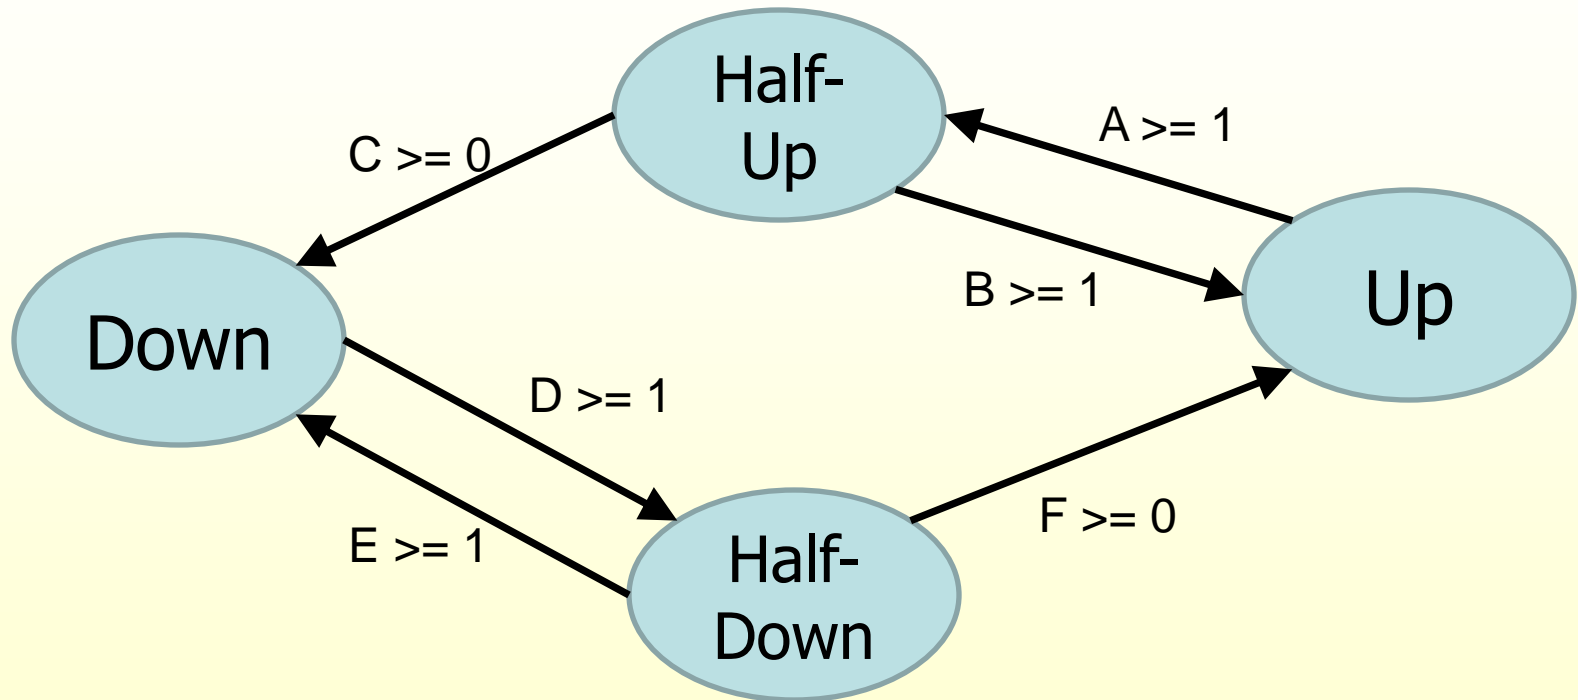 Half-
Up
A >= 1
C >= 0
B >= 1
Up
Down
D >= 1
E >= 1
F >= 0
Half-
Down